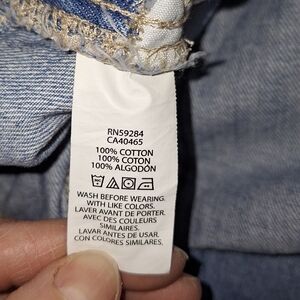 RN59284
CA40465
100% COTTON
100% COTON
100% ALGODÓN
WASH BEFORE WEARING
WITH LIKE COLORS.
LAVER AVANT DE PORTER
AVEC DES COULEURS
SIMILAIRES.
LAVAR ANTES DE USAR
CON COLORES SIMILARES.